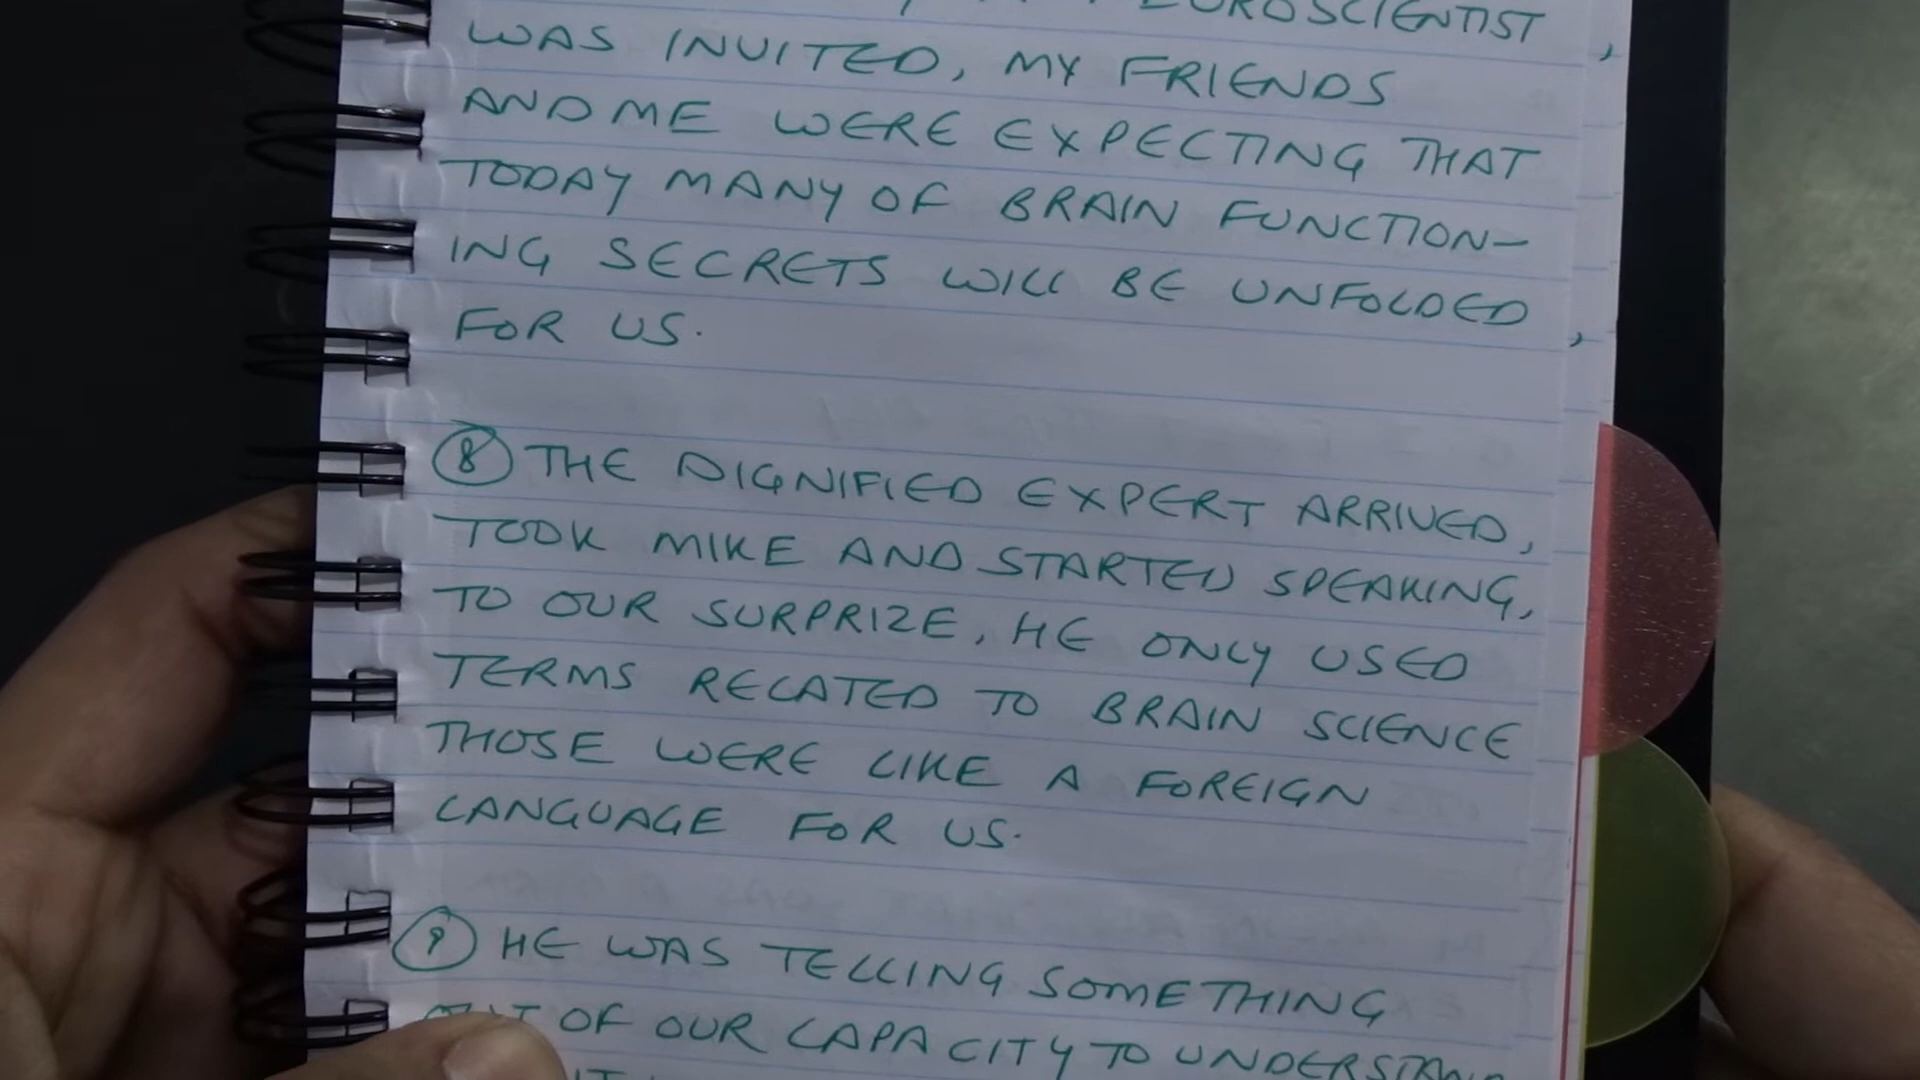 WAS INVITED, MY FRIENDS
AND ME WERE EXPECTING THAT
TODAY MANY OF BRAIN FUNCTION-
ING SECRETS WILL BE UNFOLDED
FOR US.
⑧ THE DIGNIFIED EXPERT ARRIVED,
TOOK MIKE AND STARTED SPEAKING,
TO OUR SURPRIZE, HE ONLY USED
TERMS RELATED TO BRAIN SCIENCE
THOSE WERE LIKE A FOREIGN
LANGUAGE FOR US.
⑨ HE WAS TELLING SOMETHING
OUT OF OUR CAPACITY TO UNDERSTAND